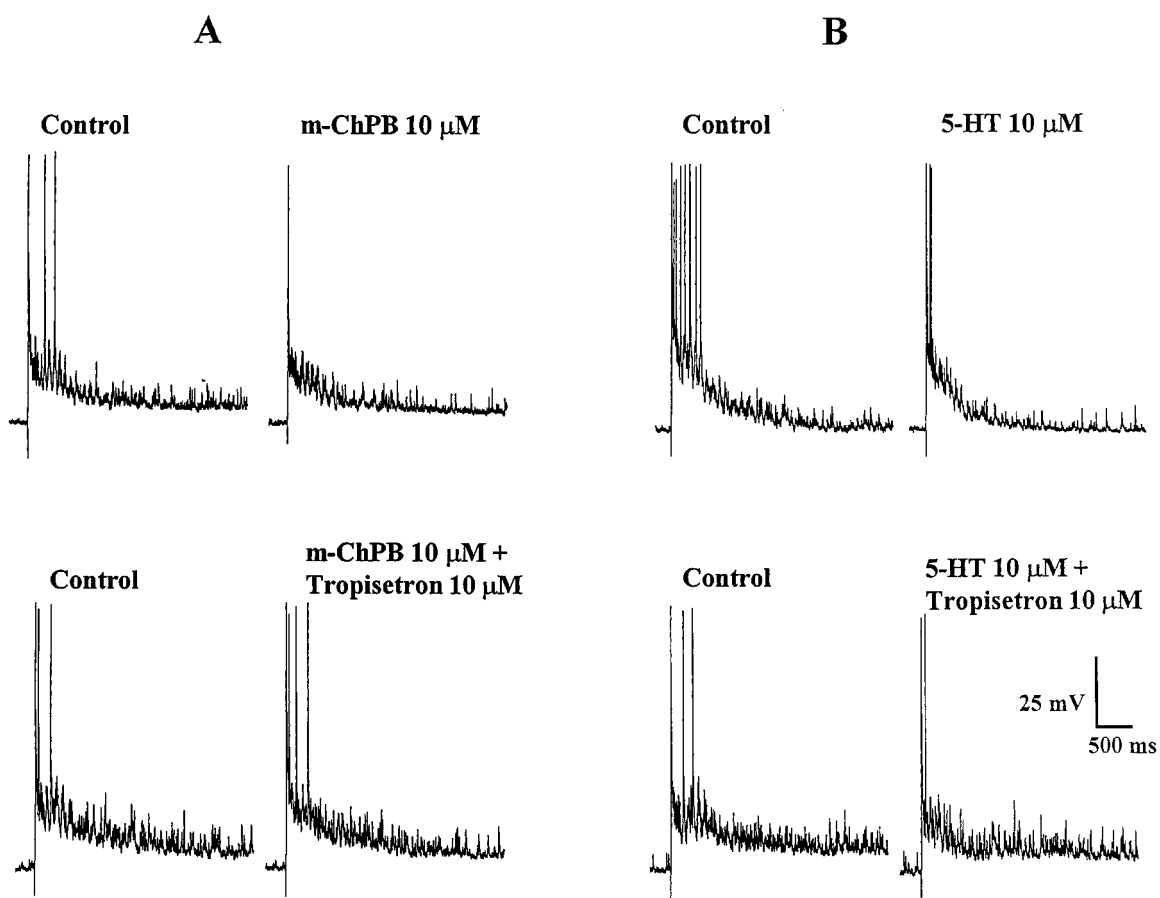 A
B
Control
m-ChPB 10 μM
Control
5-HT 10 μM
Control
m-ChPB 10 μM +
Tropisetron 10 μM
Control
5-HT 10 μM +
Tropisetron 10 μM
25 mV
500 ms